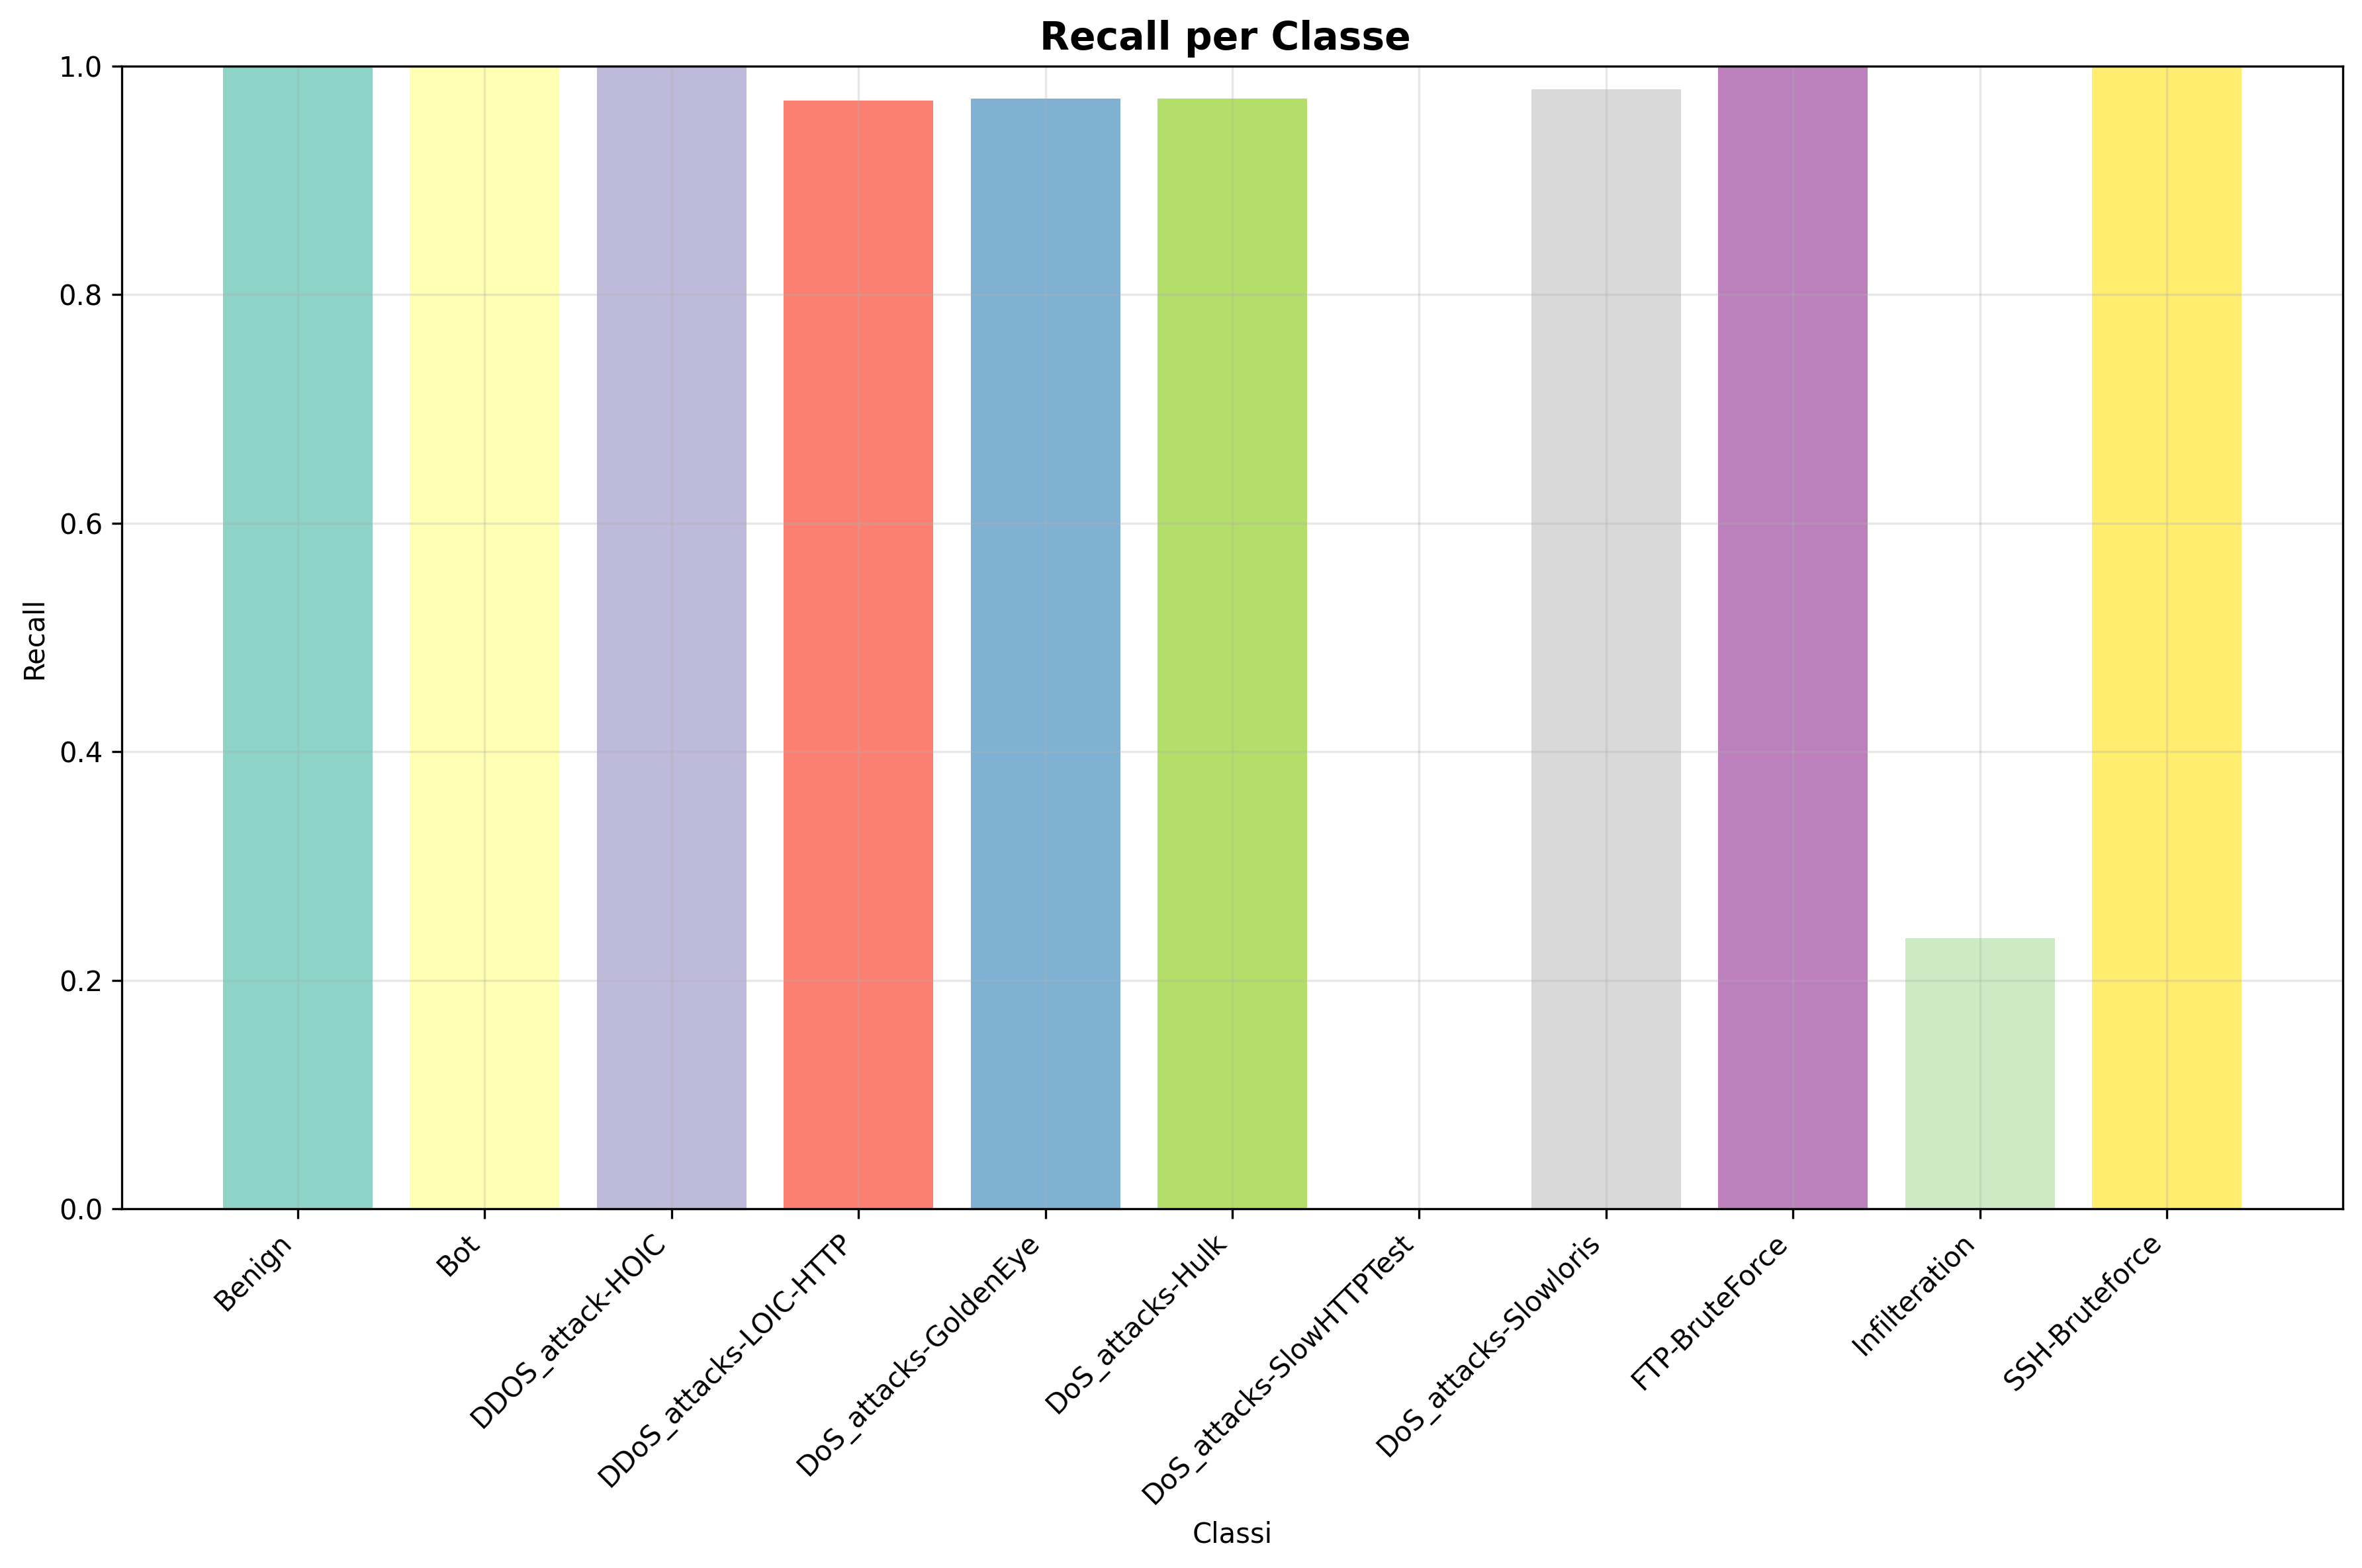 Recall per Classe
1.0
0.8
0.6
0.4
0.2
0.0
Recall
Benign
Bot
DDOS_attack-HOIC
DDoS_attacks-LOIC-HTTP
DoS_attacks-GoldenEye
DoS_attacks-Hulk
DoS_attacks-SlowHTTPTest
DoS_attacks-Slowloris
FTP-BruteForce
Infilteration
SSH-Bruteforce
Classi